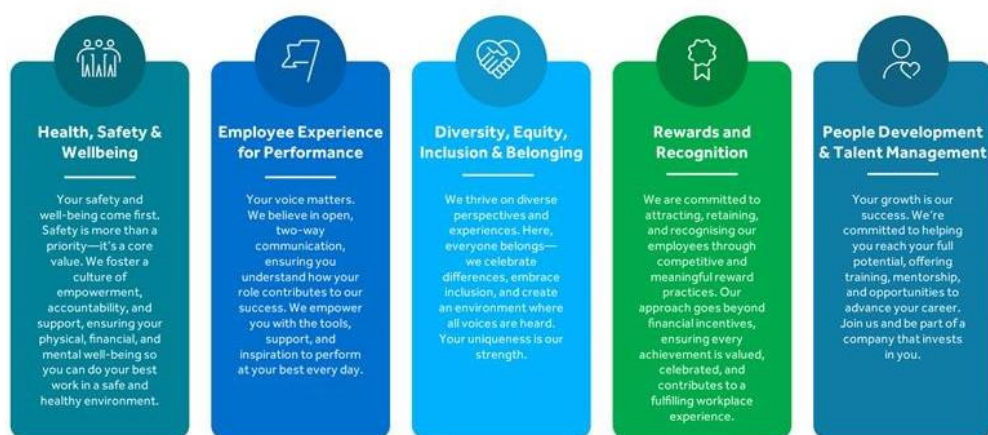 Health, Safety &
Wellbeing
Your safety and
well-being come first.
Safety is more than a
priority—it's a core
value. We foster a
culture of
empowerment,
accountability, and
support, ensuring your
physical, financial, and
mental well-being so
you can do your best
work in a safe and
healthy environment.
Employee Experience
for Performance
Your voice matters.
We believe in open,
two-way
communication,
ensuring you
understand how your
role contributes to our
success. We empower
you with the tools,
support, and
inspiration to perform
at your best every day.
Diversity, Equity,
Inclusion & Belonging
We thrive on diverse
perspectives and
experiences. Here,
everyone belongs—
we celebrate
differences, embrace
inclusion, and create
an environment where
all voices are heard.
Your uniqueness is our
strength.
Rewards and
Recognition
We are committed to
attracting, retaining,
and recognising our
employees through
competitive and
meaningful reward
practices. Our
approach goes beyond
financial incentives,
ensuring every
achievement is valued,
celebrated, and
contributes to a
fulfilling workplace
experience.
People Development
& Talent Management
Your growth is our
success. We're
committed to helping
you reach your full
potential, offering
training, mentorship,
and opportunities to
advance your career.
Join us and be part of a
company that invests
in you.